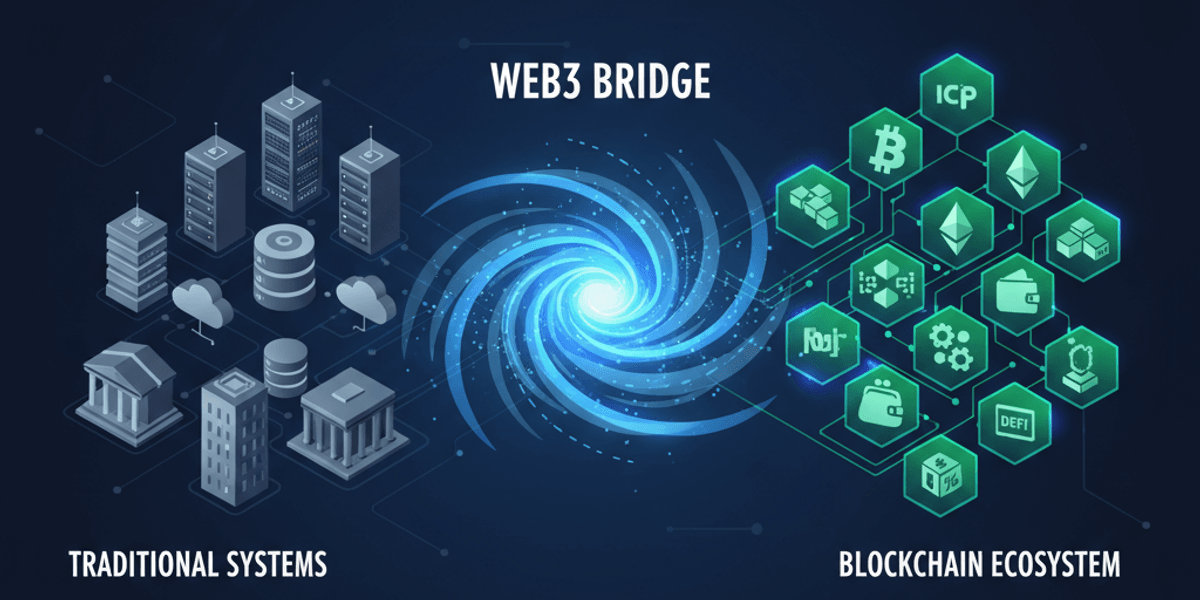 WEB3 BRIDGE
ICP
DEFI
TRADITIONAL SYSTEMS
BLOCKCHAIN ECOSYSTEM